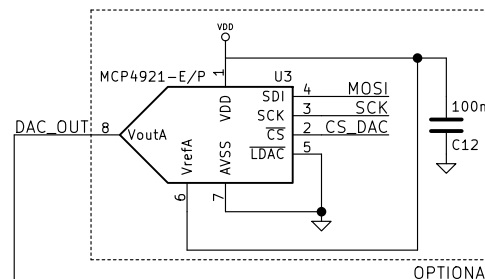 VDD
MCP4921-E/P
1
U3
SDI 4 MOSI
VDD
SCK 3 SCK
100n
DAC_OUT 8 VoutA
CS 2 CS_DAC
LDAC 5
C12
VrefA
AVSS
6
7
OPTIONA